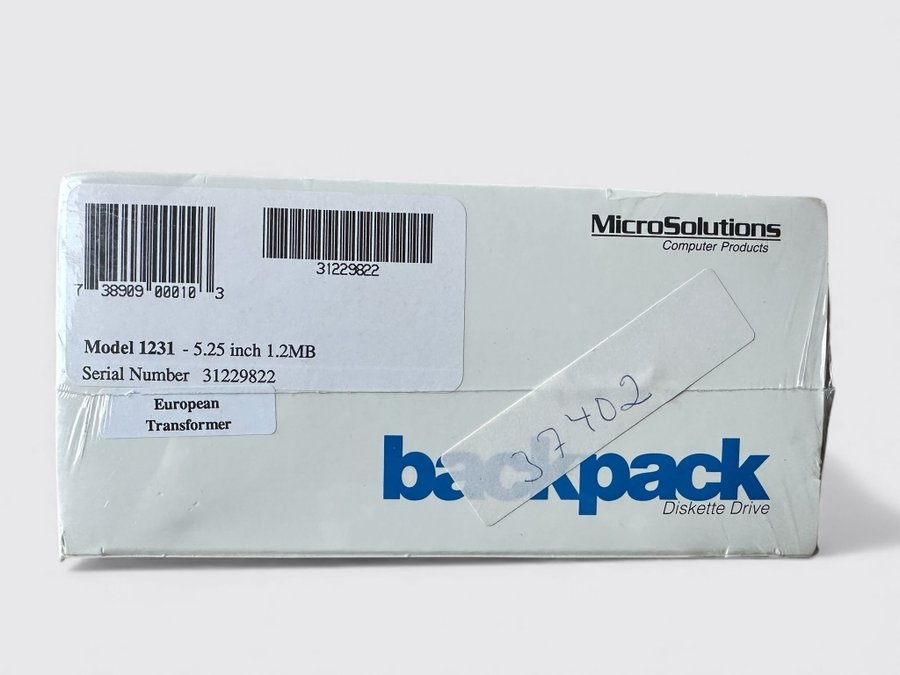 7 38909 00010 3
31229822
Model 1231 - 5.25 inch 1.2MB
Serial Number 31229822
European
Transformer
MicroSolutions
Computer Products
37402
backpack
Diskette Drive